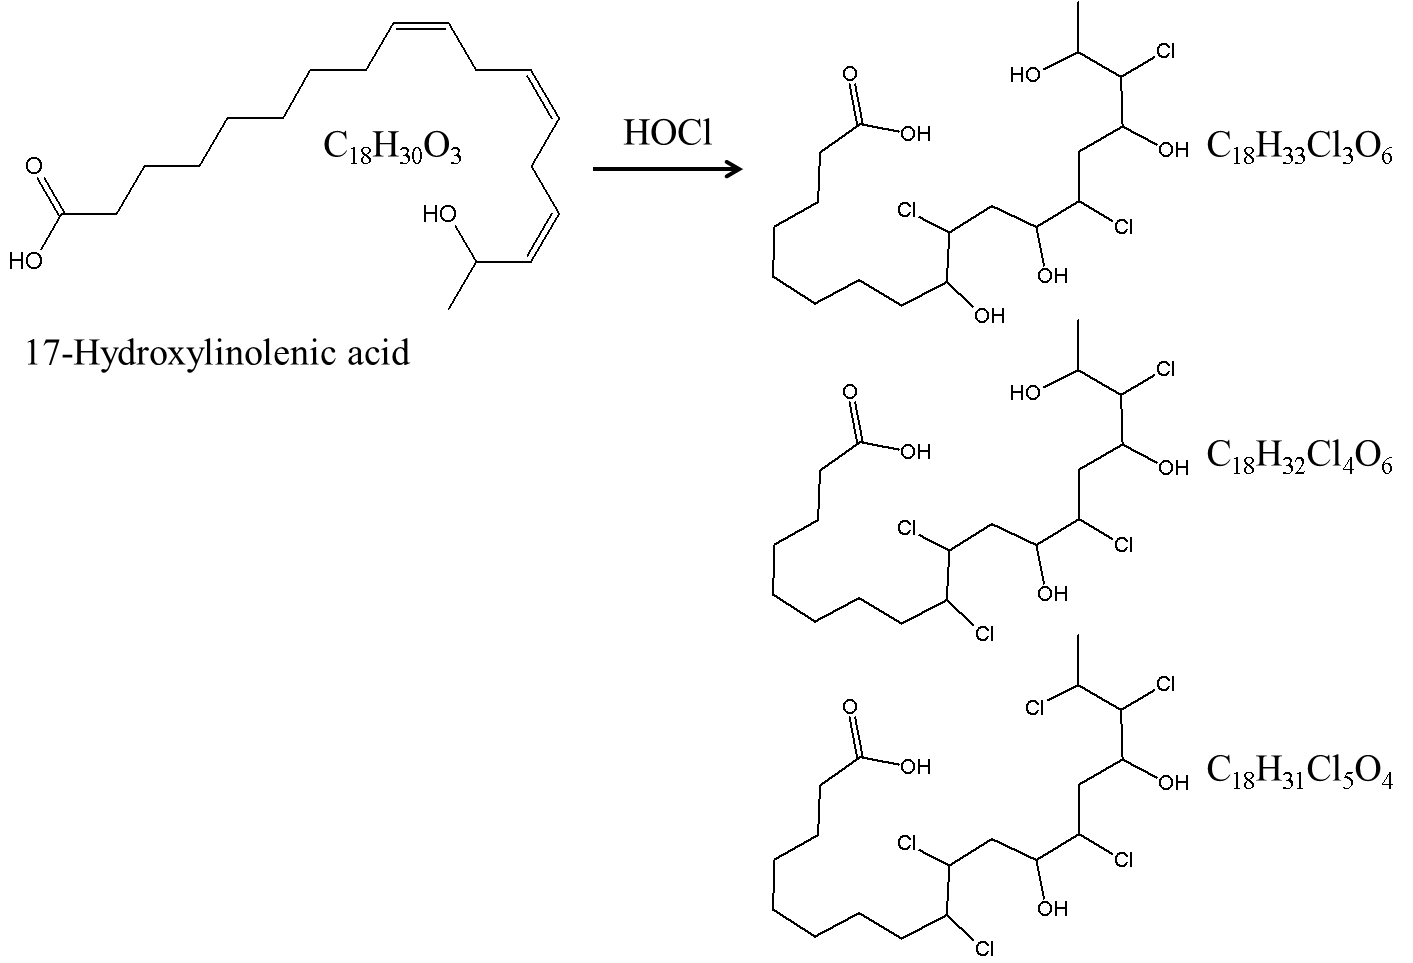 O
HO
C18H30O3
HO
17-Hydroxylinolenic acid
HOCl
O
OH
HO
Cl
OH
Cl
Cl
OH
OH
C18H33Cl3O6
O
OH
HO
Cl
OH
Cl
Cl
OH
Cl
C18H32Cl4O6
O
OH
Cl
Cl
OH
Cl
Cl
OH
Cl
C18H31Cl5O4